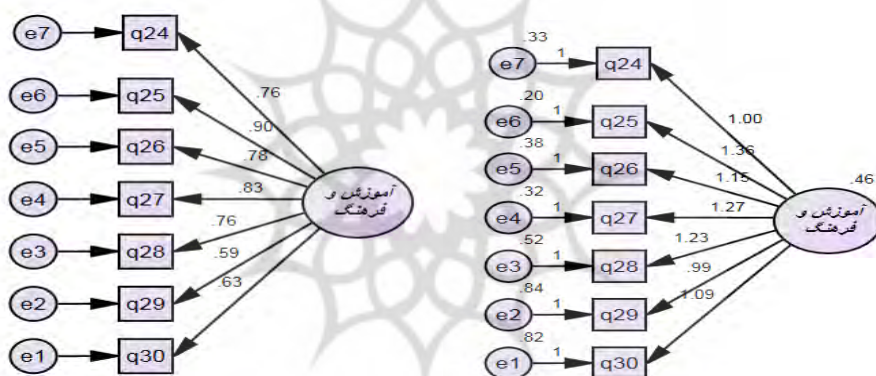 e7 q24
.76
e6 q25
.90
e5 q26
.78
e4 q27
.83
آموزش و
فرهنگ
e3 q28
.76
e2 q29
.59
e1 q30
.63
.33
e7 1 q24
1.00
.20
e6 1 q25
1.36
.38
e5 1 q26
1.15
.46
.32
e4 1 q27
1.27
آموزش و
فرهنگ
.52
e3 1 q28
1.23
.84
e2 1 q29
.99
.82
e1 1 q30
1.09